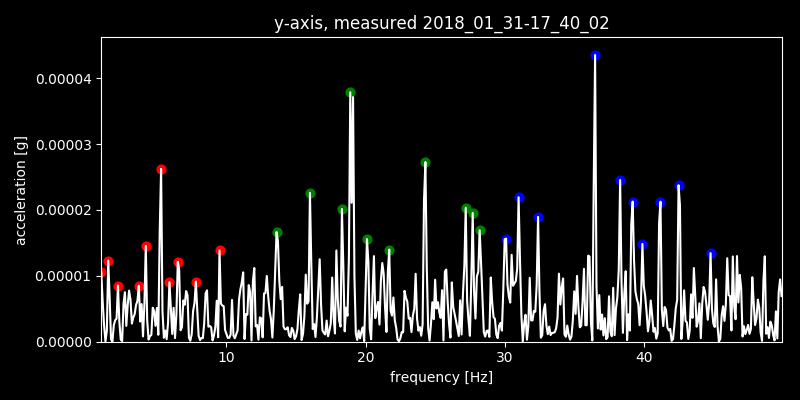 y-axis, measured 2018_01_31-17_40_02
acceleration [g]
0.00004
0.00003
0.00002
0.00001
0.00000
10 20 30 40
frequency [Hz]